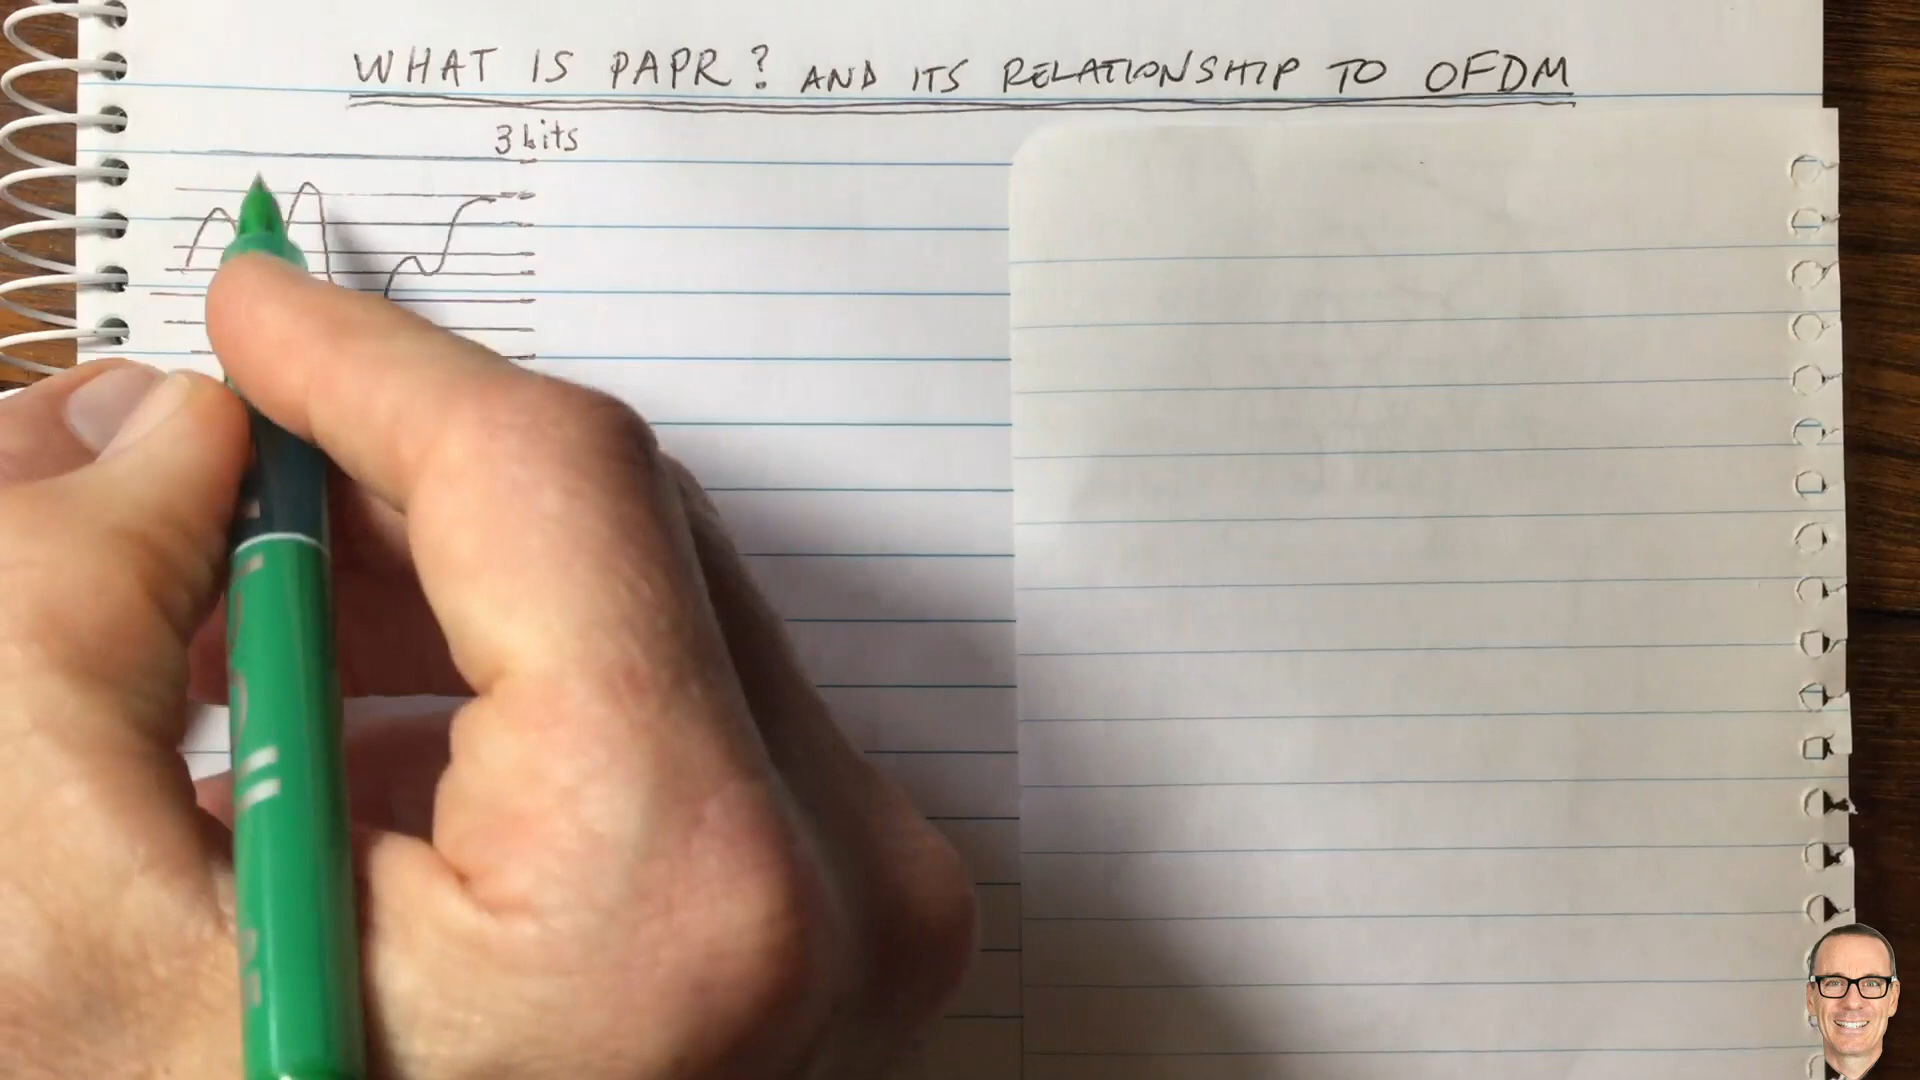 WHAT IS PAPR? AND ITS RELATIONSHIP TO OFDM
3 bits